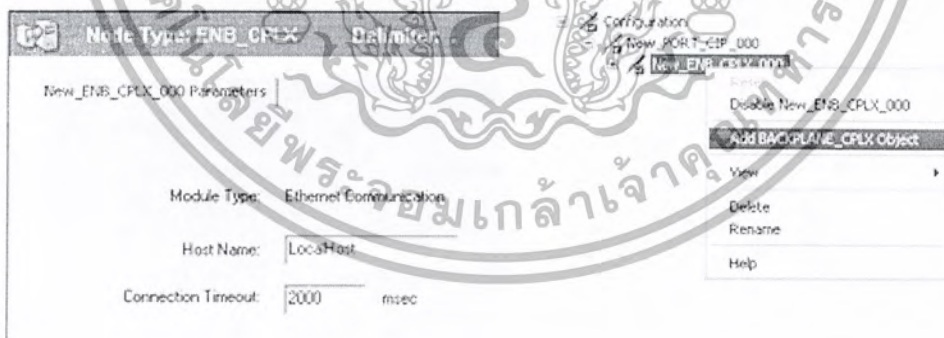 Node Type: ENB_CPLX Delimiter:
New_ENB_CPLX_000 Parameters
Module Type: Ethernet Communication
Host Name: LocalHost
Connection Timeout: 2000 msec
Configuration
New_PORT_CIP_000
New_ENB_CPLX_000
Disable New_ENB_CPLX_000
Add BACKPLANE_CPLX Object
View
Delete
Rename
Help